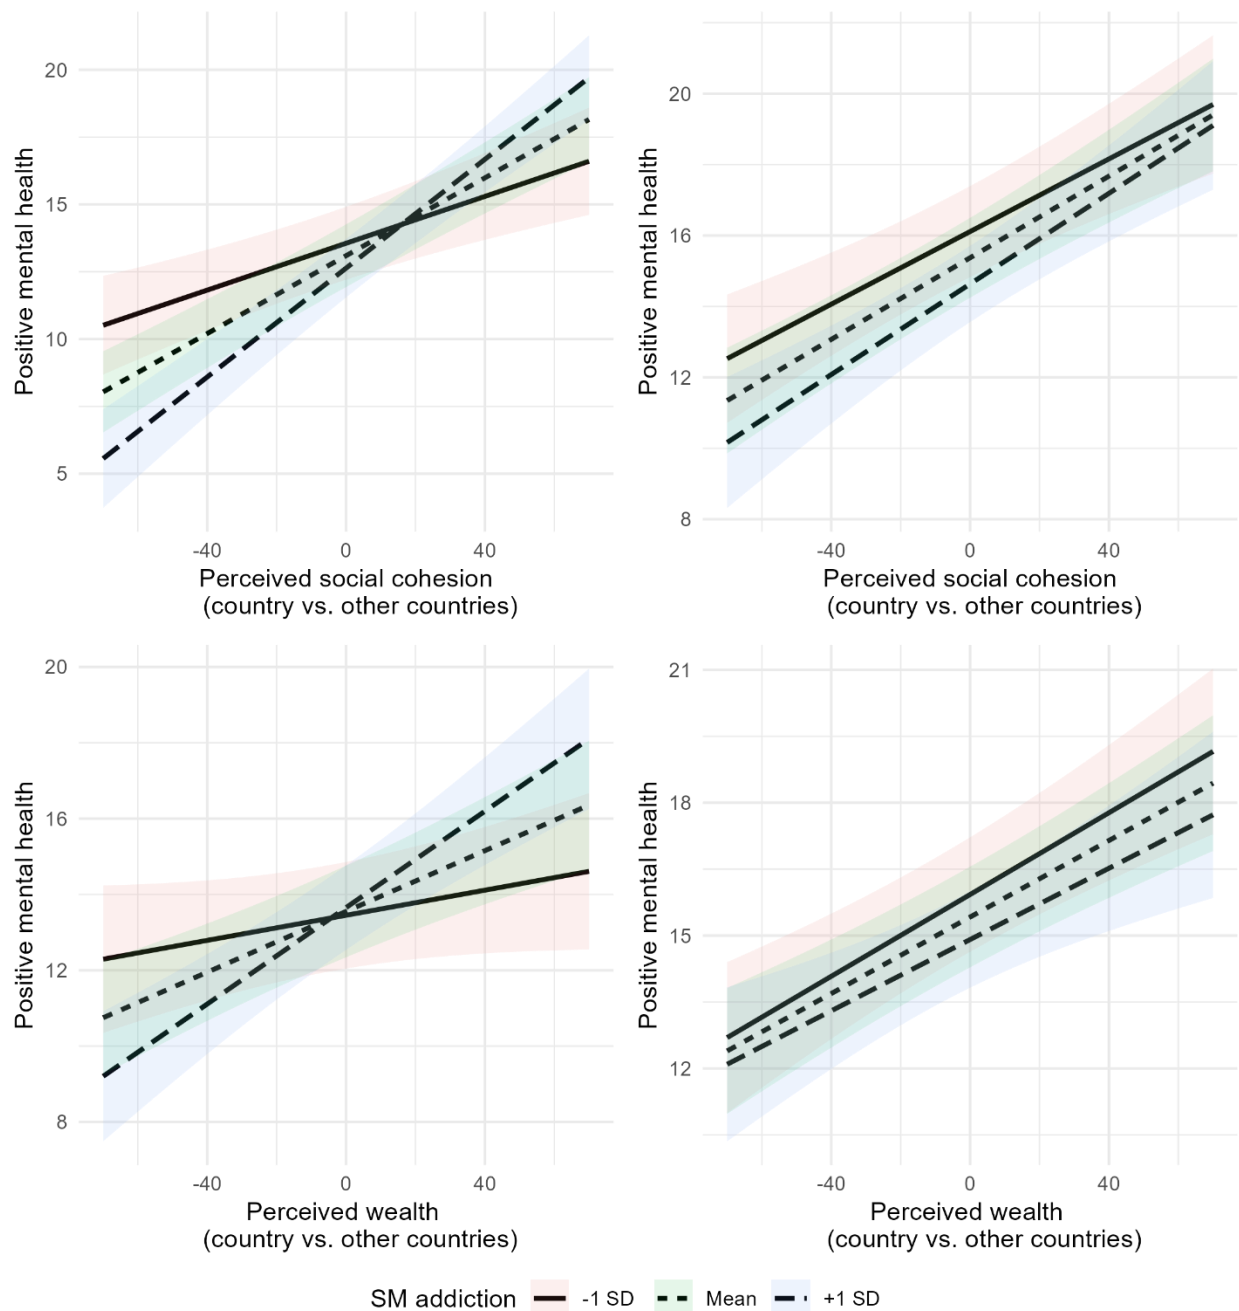 20
15
10
5
Positive mental health
-40 0 40
Perceived social cohesion
(country vs. other countries)
20
16
12
8
Positive mental health
-40 0 40
Perceived social cohesion
(country vs. other countries)
20
16
12
8
Positive mental health
-40 0 40
Perceived wealth
(country vs. other countries)
21
18
15
12
Positive mental health
-40 0 40
Perceived wealth
(country vs. other countries)
SM addiction -1 SD Mean +1 SD